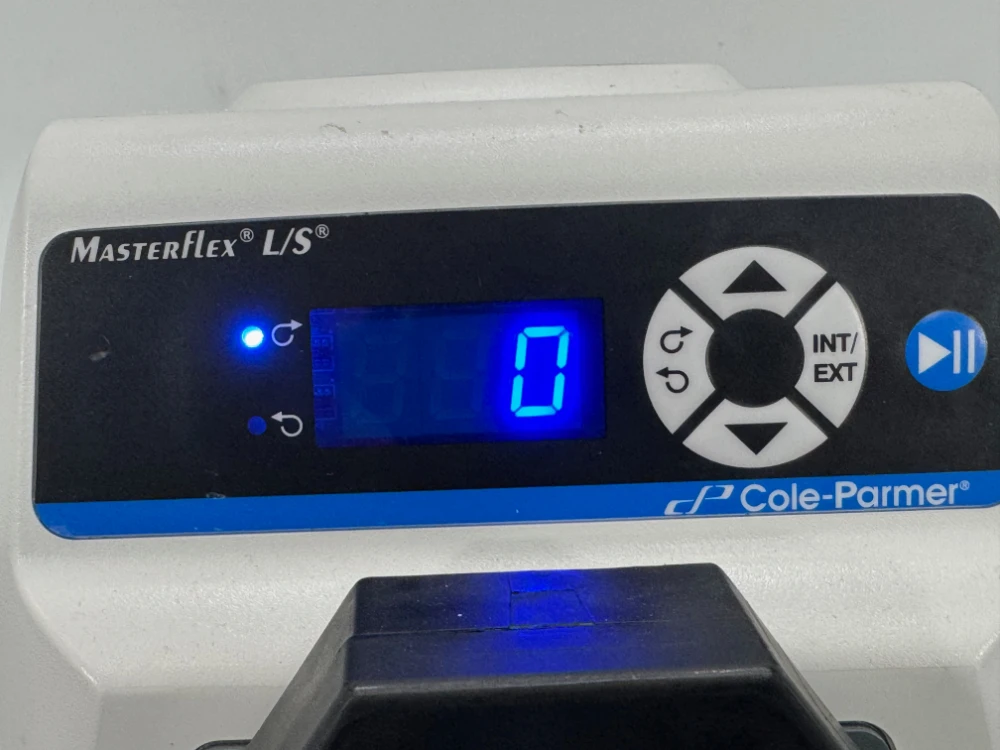 MASTERFLEX® L/S®
0
INT/
EXT
Cole-Parmer®